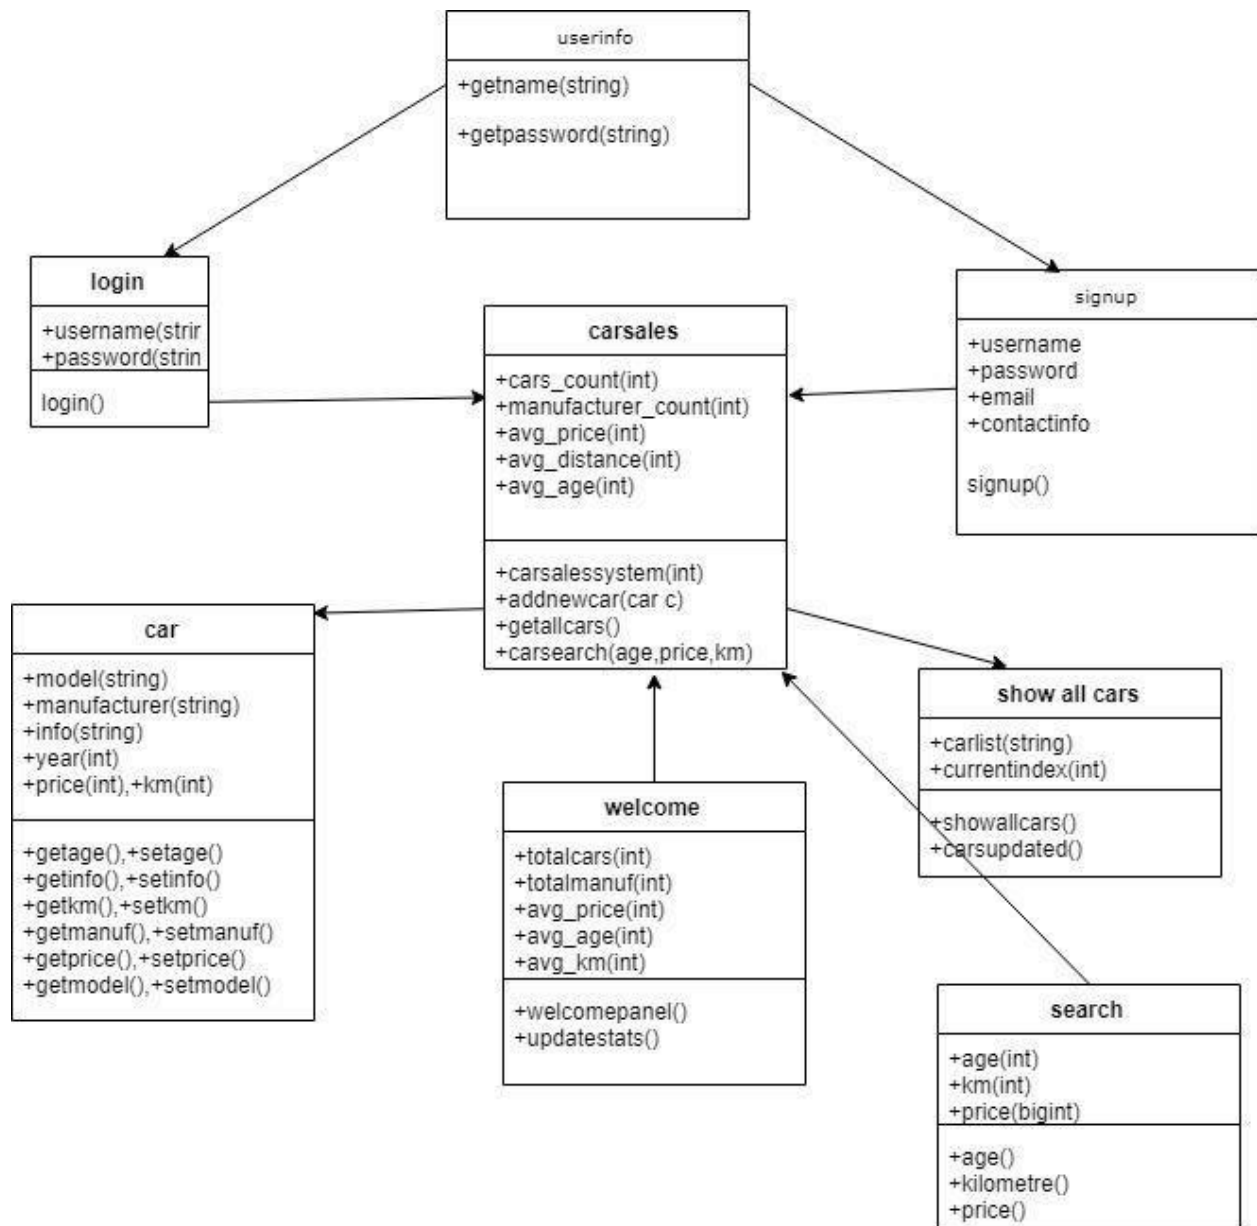 userinfo
+getname(string)
+getpassword(string)
login
+username(strir
+password(strin
login()
carsales
+cars_count(int)
+manufacturer_count(int)
+avg_price(int)
+avg_distance(int)
+avg_age(int)
+carsalessystem(int)
+addnewcar(car c)
+getallcars()
+carsearch(age,price,km)
signup
+username
+password
+email
+contactinfo
signup()
car
+model(string)
+manufacturer(string)
+info(string)
+year(int)
+price(int),+km(int)
+getage(),+setage()
+getinfo(),+setinfo()
+getkm(),+setkm()
+getmanuf(),+setmanuf()
+getprice(),+setprice()
+getmodel(),+setmodel()
welcome
+totalcars(int)
+totalmanuf(int)
+avg_price(int)
+avg_age(int)
+avg_km(int)
+welcomepanel()
+updatestats()
show all cars
+carlist(string)
+currentindex(int)
+showallcars()
+carsupdated()
search
+age(int)
+km(int)
+price(bigint)
+age()
+kilometre()
+price()